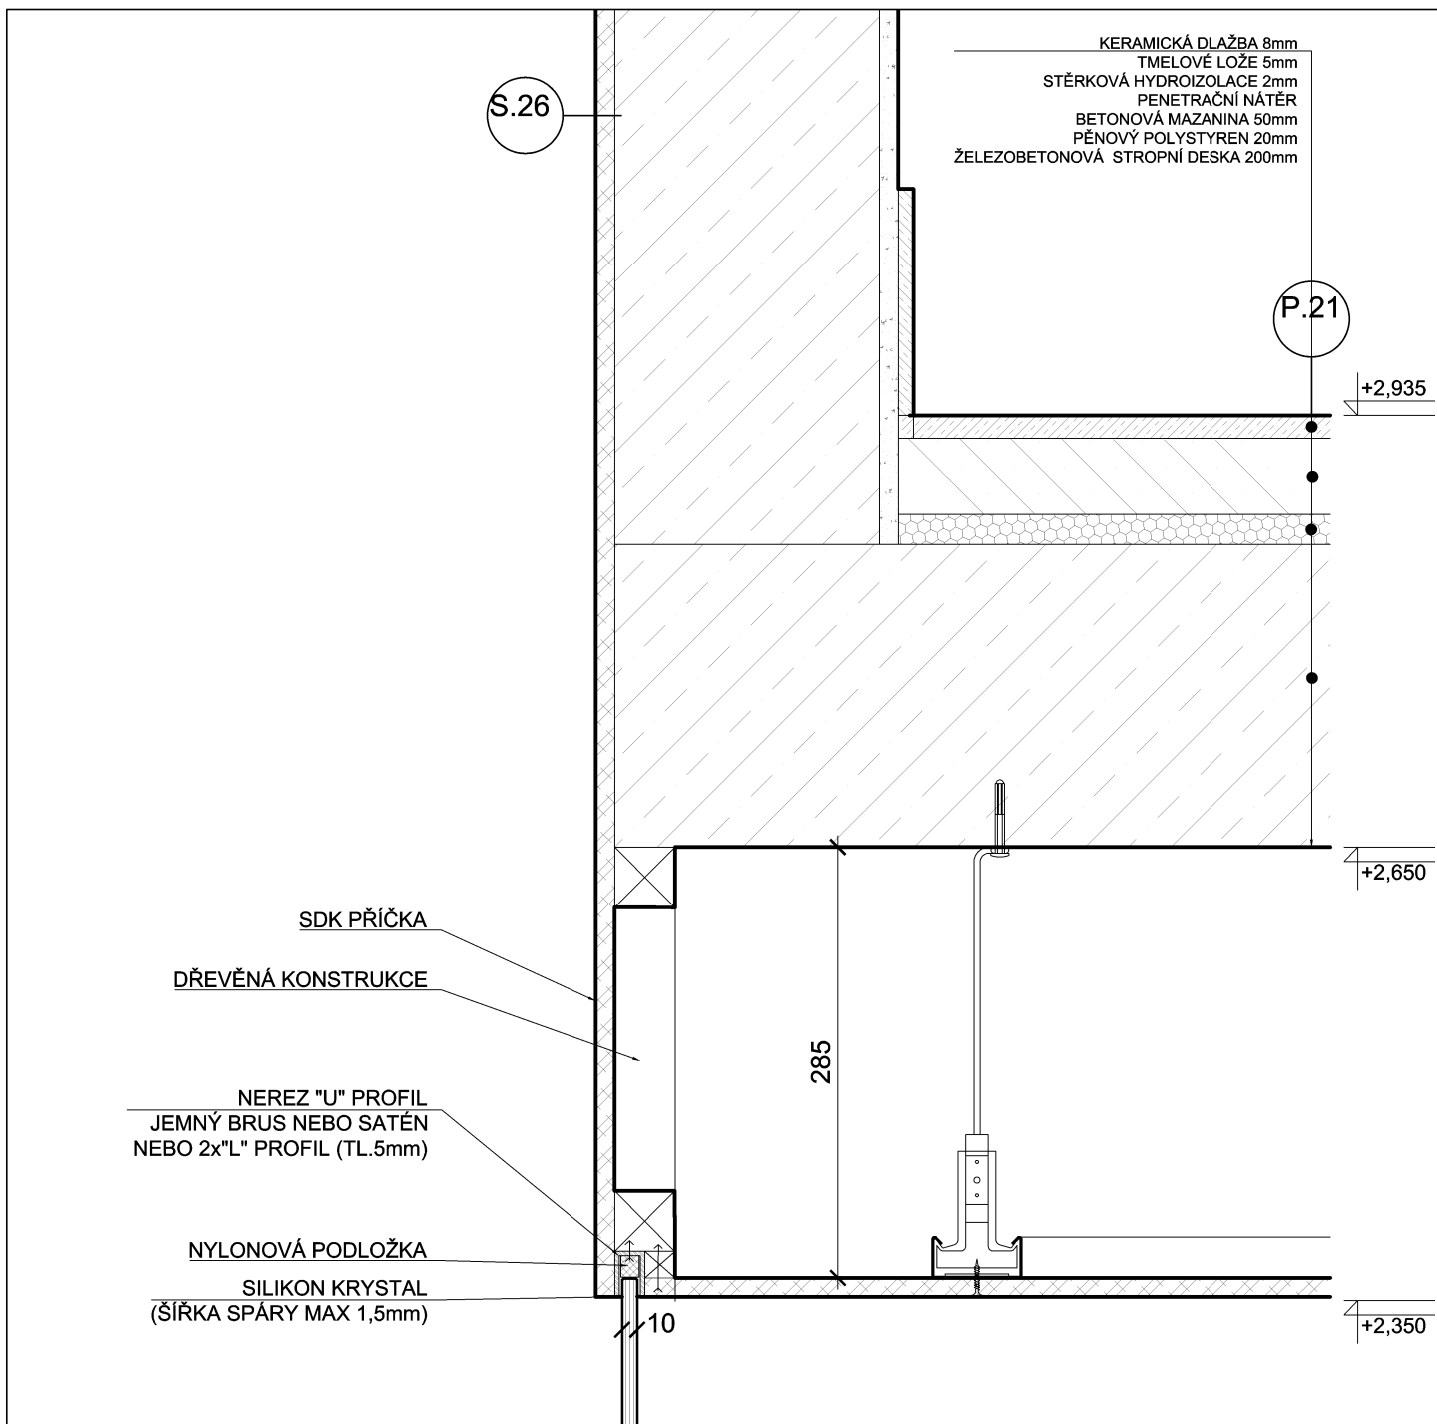 KERAMICKÁ DLAŽBA 8mm
TMELOVÉ LOŽE 5mm
STĚRKOVÁ HYDROIZOLACE 2mm
PENETRAČNÍ NÁTĚR
BETONOVÁ MAZANINA 50mm
PĚNOVÝ POLYSTYREN 20mm
ŽELEZOBETONOVÁ STROPNÍ DESKA 200mm
S.26
P.21
+2,935
+2,650
SDK PŘÍČKA
DŘEVĚNÁ KONSTRUKCE
285
NEREZ "U" PROFIL
JEMNÝ BRUS NEBO SATÉN
NEBO 2x"L" PROFIL (TL.5mm)
NYLONOVÁ PODLOŽKA
SILIKON KRYSTAL
(ŠÍŘKA SPÁRY MAX 1,5mm)
10
+2,350